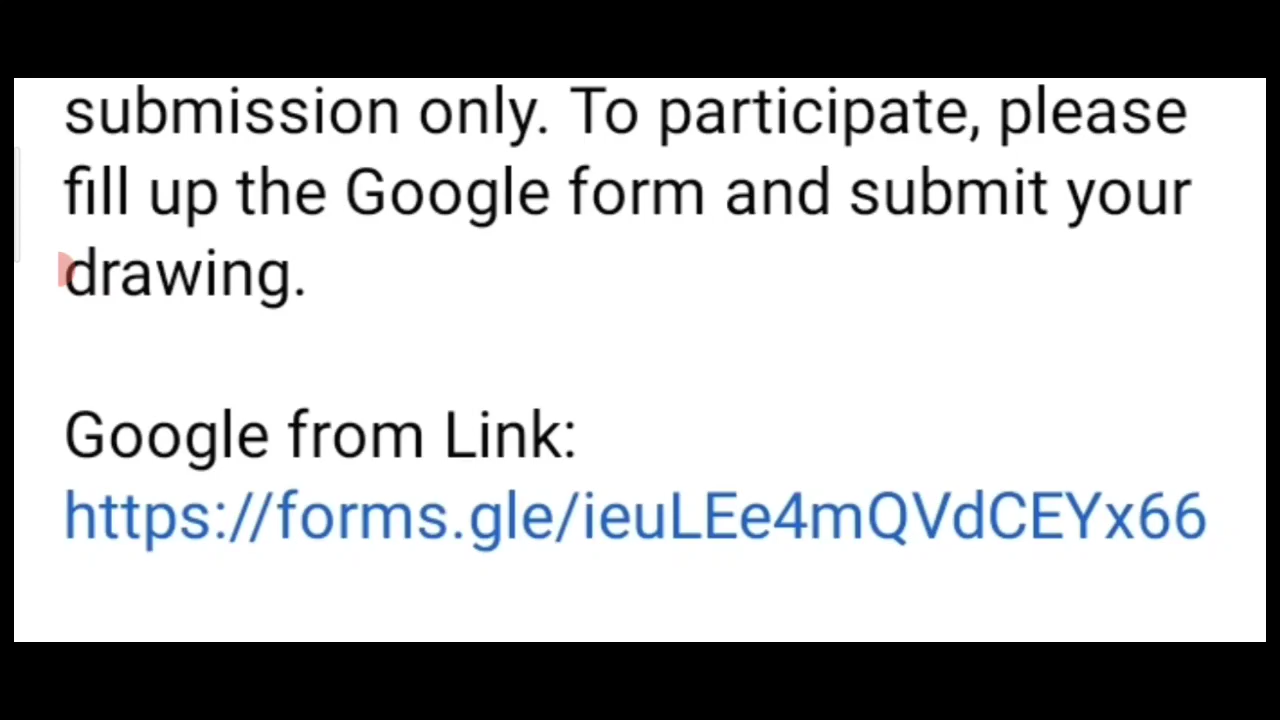 submission only. To participate, please
fill up the Google form and submit your
drawing.
Google from Link:
https://forms.gle/ieuLEe4mQVdCEYx66